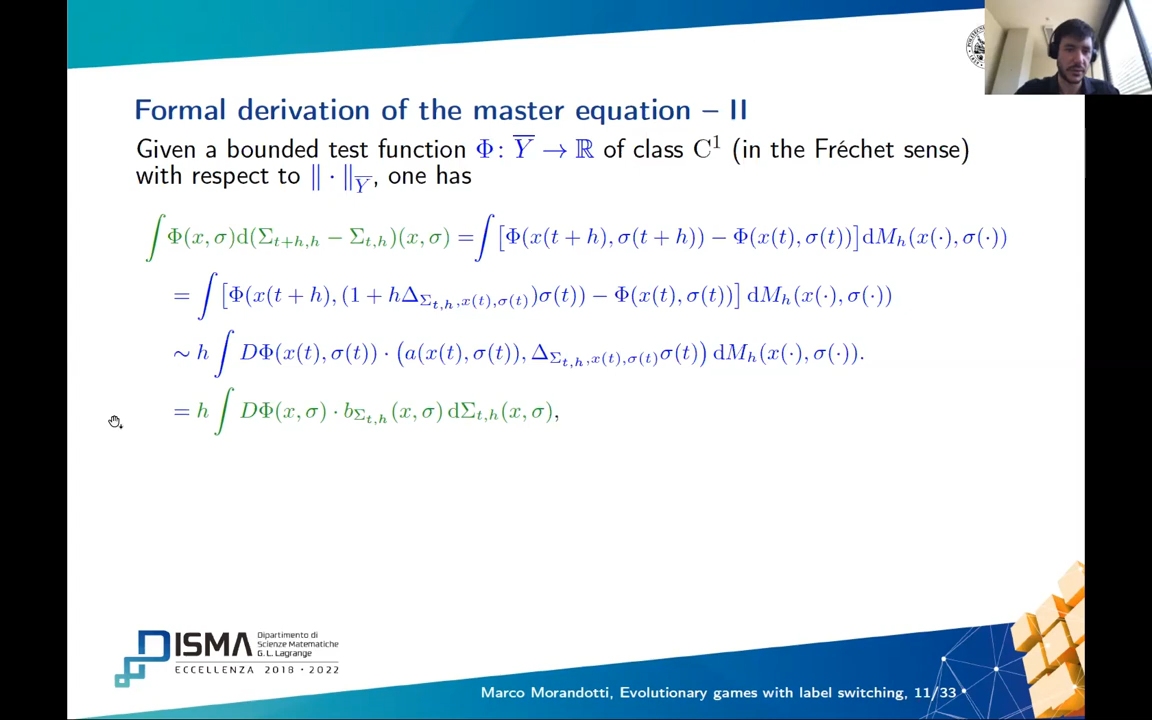 Formal derivation of the master equation – II
Given a bounded test function Φ: Y̅ → ℝ of class C¹ (in the Fréchet sense)
with respect to ‖ · ‖_Y̅, one has
∫Φ(x, σ)d(Σ_{t+h,h} − Σ_{t,h})(x, σ) = ∫[Φ(x(t + h), σ(t + h)) − Φ(x(t), σ(t))]dM_h(x(·), σ(·))
= ∫[Φ(x(t + h), (1 + hΔ_{Σ_{t,h},x(t),σ(t)})σ(t)) − Φ(x(t), σ(t))] dM_h(x(·), σ(·))
∼ h ∫ DΦ(x(t), σ(t)) · (a(x(t), σ(t)), Δ_{Σ_{t,h},x(t),σ(t)}σ(t)) dM_h(x(·), σ(·)).
= h ∫ DΦ(x, σ) · b_{Σ_{t,h}}(x, σ) dΣ_{t,h}(x, σ),
DISMA
Dipartimento di
Scienze Matematiche
G. L. Lagrange
ECCELLENZA 2018 · 2022
Marco Morandotti, Evolutionary games with label switching, 11/33